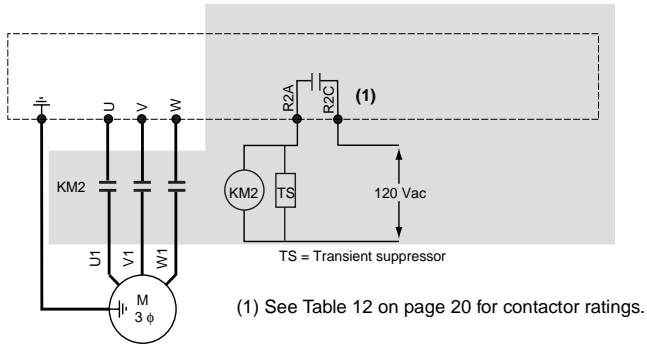 U
V
W
R2A
R2C
(1)
KM2
KM2
TS
120 Vac
U1
V1
W1
TS = Transient suppressor
M
3 ϕ
(1) See Table 12 on page 20 for contactor ratings.